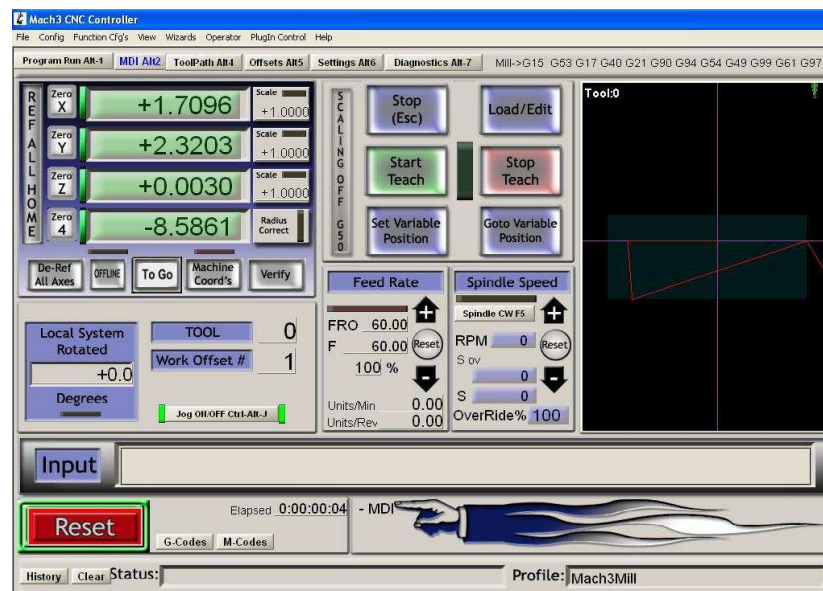 Mach3 CNC Controller
File Config Function Cfg's View Wizards Operator PlugIn Control Help
Program Run Alt-1 MDI Alt2 ToolPath Alt4 Offsets Alt5 Settings Alt6 Diagnostics Alt-7 Mill->G15 G53 G17 G40 G21 G90 G94 G54 G49 G99 G61 G97
REF ALL HOME
Zero X +1.7096 Scale +1.0000
Zero Y +2.3203 Scale +1.0000
Zero Z +0.0030 Scale +1.0000
Zero 4 -8.5861 Radius Correct
De-Ref All Axes OFFLINE To Go Machine Coord's Verify
SCALING OFF G50
Stop (Esc) Load/Edit
Start Teach Stop Teach
Set Variable Position Goto Variable Position
Tool:0
Local System Rotated
+0.0
Degrees
TOOL 0
Work Offset # 1
Jog ON/OFF Ctrl-Alt-J
Feed Rate
FRO 60.00
F 60.00 Reset
100 %
Units/Min 0.00
Units/Rev 0.00
Spindle Speed
Spindle CW F5
RPM 0 Reset
S ov 0
S 0
OverRide% 100
Input
Reset
Elapsed 0:00:00:04 - MDI
G-Codes M-Codes
History Clear Status: Profile: Mach3Mill